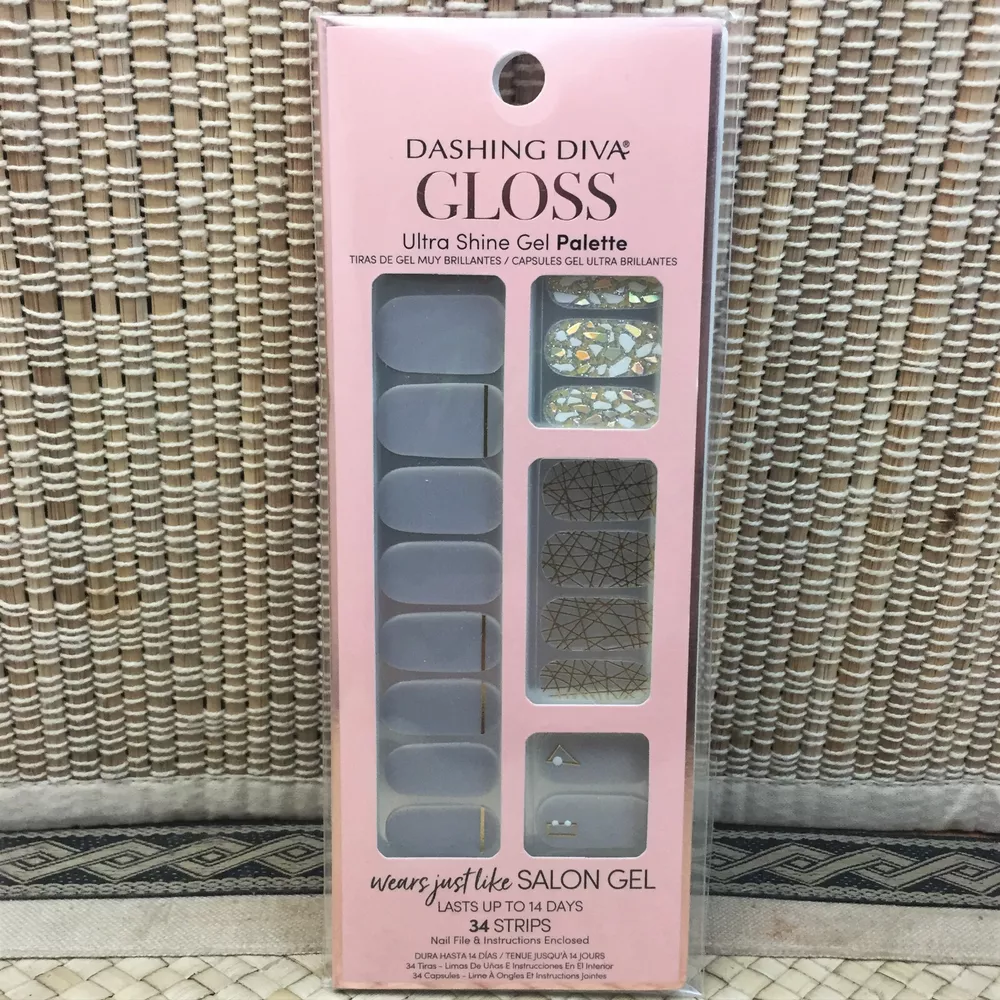 DASHING DIVA®
GLOSS
Ultra Shine Gel Palette
TIRAS DE GEL MUY BRILLANTES / CAPSULES GEL ULTRA BRILLANTES
wears just like SALON GEL
LASTS UP TO 14 DAYS
34 STRIPS
Nail File & Instructions Enclosed
DURA HASTA 14 DÍAS / TENUE JUSQU'À 14 JOURS
34 Tiras - Limas De Uñas E Instrucciones En El Interior
34 Capsules - Lime À Ongles Et Instructions Jointes